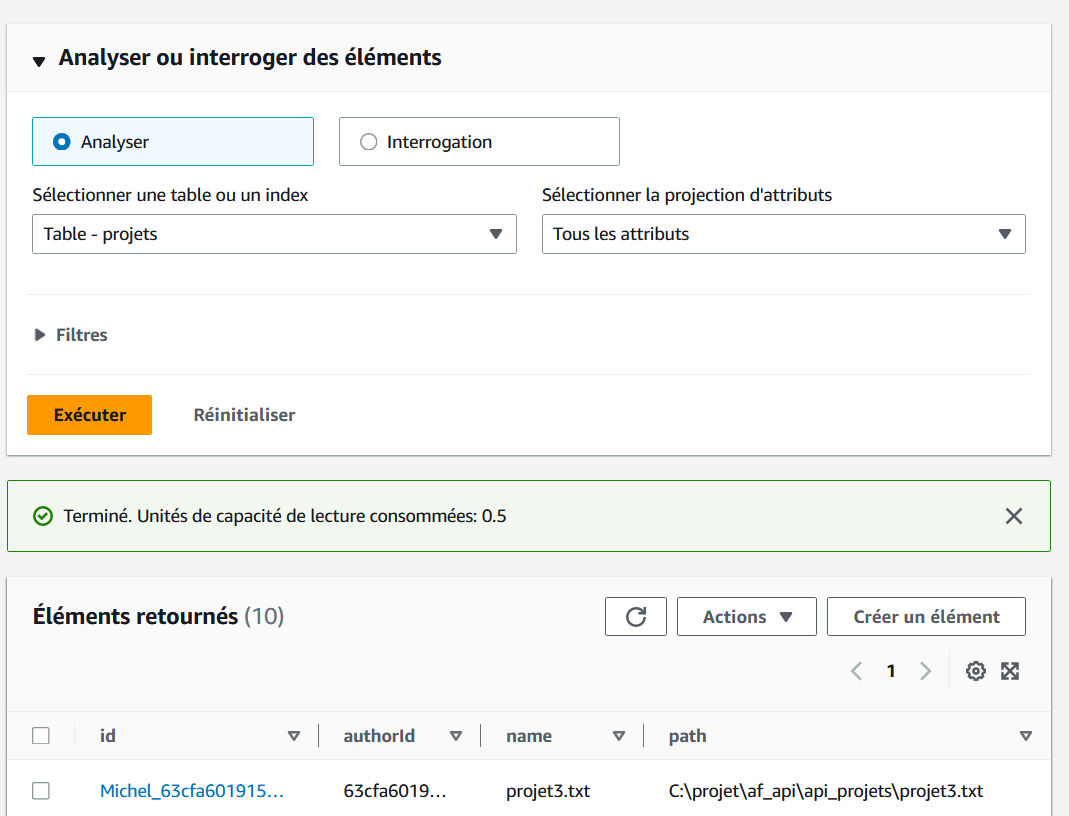 Analyser ou interroger des éléments
Analyser
Interrogation
Sélectionner une table ou un index
Sélectionner la projection d'attributs
Table - projets
Tous les attributs
Filtres
Exécuter
Réinitialiser
Terminé. Unités de capacité de lecture consommées: 0.5
Éléments retournés (10)
Actions
Créer un élément
1
id
authorId
name
path
Michel_63cfa601915...
63cfa6019...
projet3.txt
C:\projet\af_api\api_projets\projet3.txt